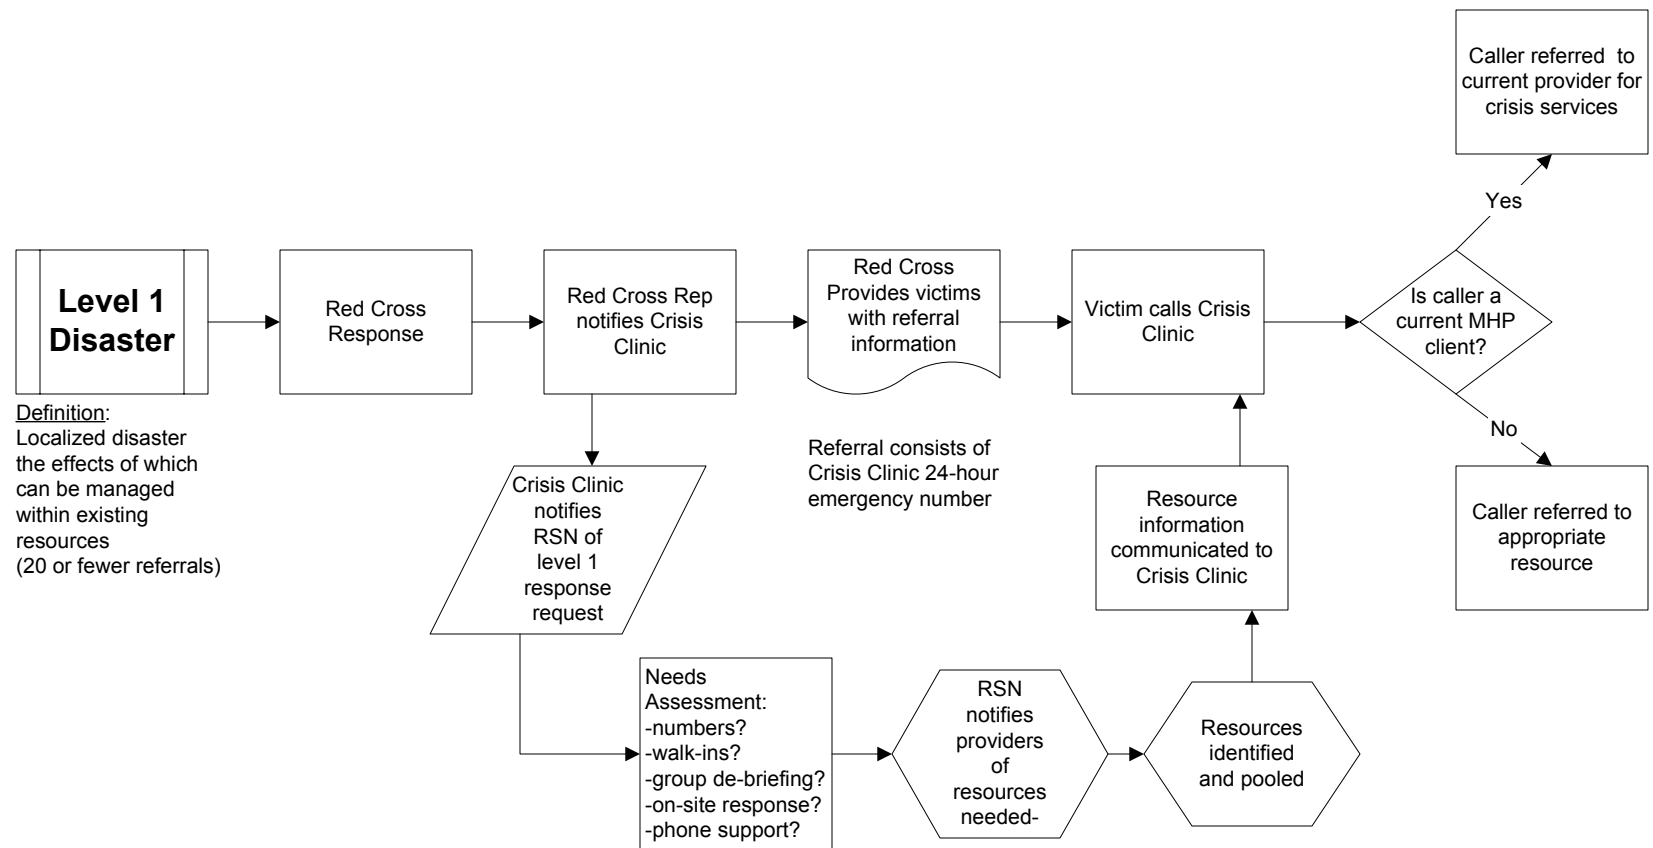 Caller referred  to
current provider for
crisis services
Yes
Level 1
Disaster
Red Cross
Response
Red Cross Rep
notifies Crisis
Clinic
Red Cross
Provides victims
with referral
information
Victim calls Crisis
Clinic
Is caller a
current MHP
client?
Definition:
Localized disaster
the effects of which
can be managed
within existing
resources
(20 or fewer referrals)
Referral consists of
Crisis Clinic 24-hour
emergency number
No
Crisis Clinic
notifies
RSN of
level 1
response
request
Resource
information
communicated to
Crisis Clinic
Caller referred to
appropriate
resource
Needs
Assessment:
-numbers?
-walk-ins?
-group de-briefing?
-on-site response?
-phone support?
RSN
notifies
providers
of
resources
needed-
Resources
identified
and pooled